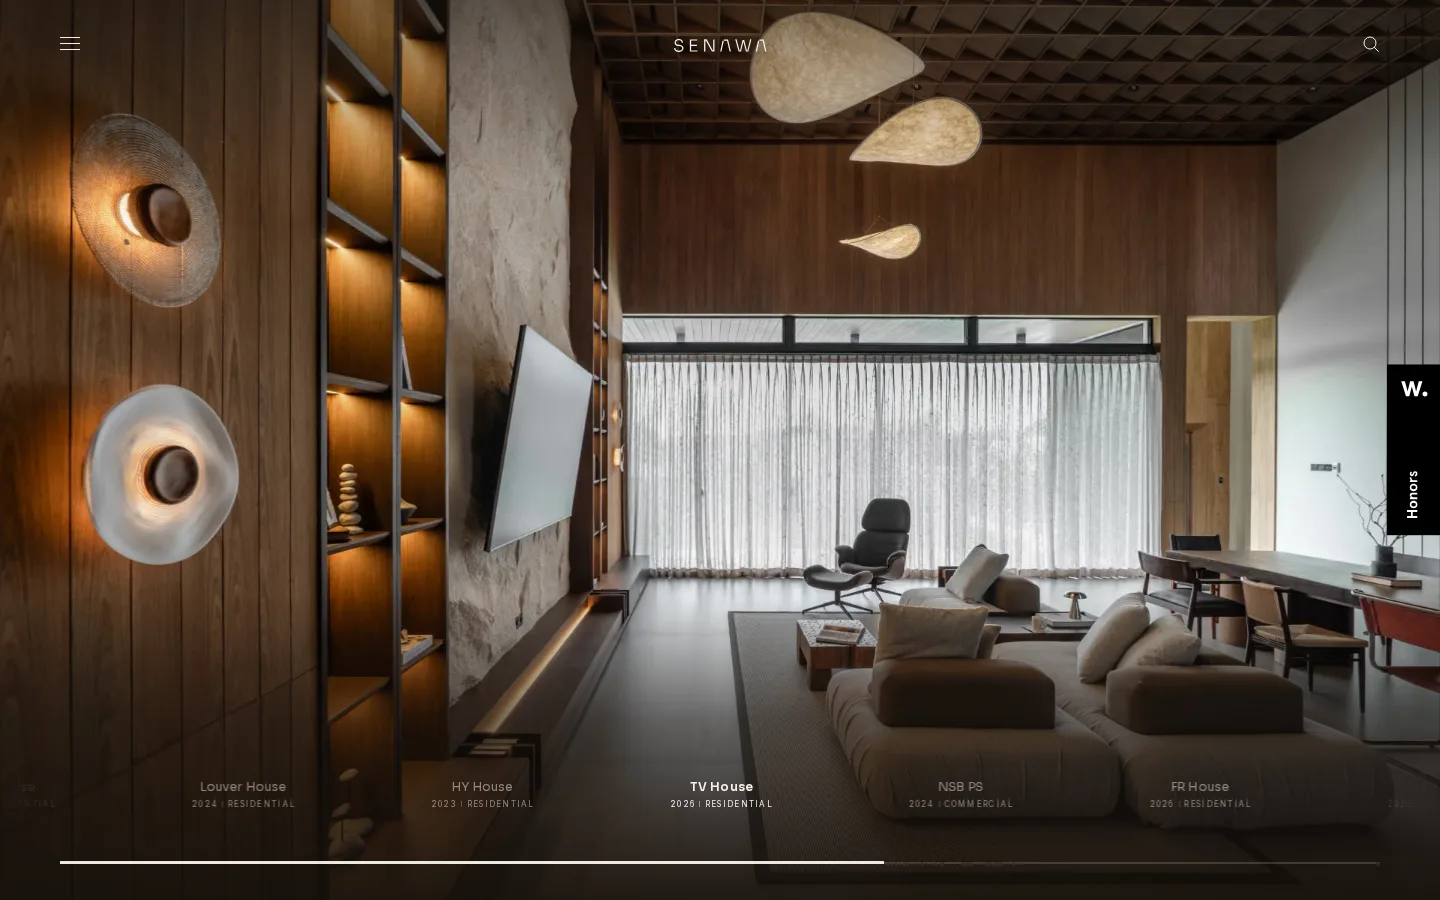 SENAWA
W.
Honors
Louver House
2024 | RESIDENTIAL
HY House
2023 | RESIDENTIAL
TV House
2026 | RESIDENTIAL
NSB PS
2024 | COMMERCIAL
FR House
2026 | RESIDENTIAL